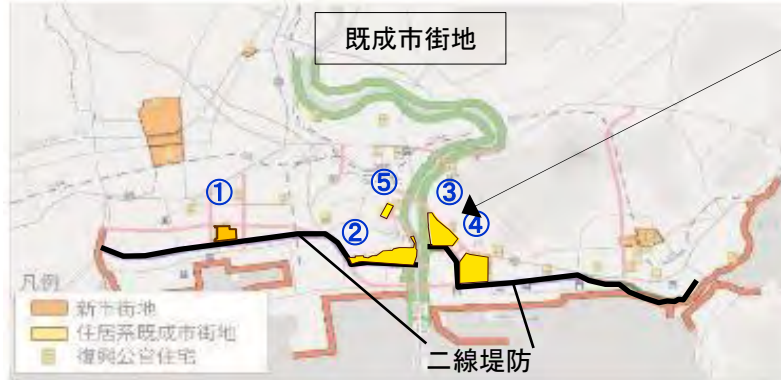 既成市街地
①
⑤
③
②
④
凡例
新市街地
住居系既成市街地
復興公営住宅
二線堤防